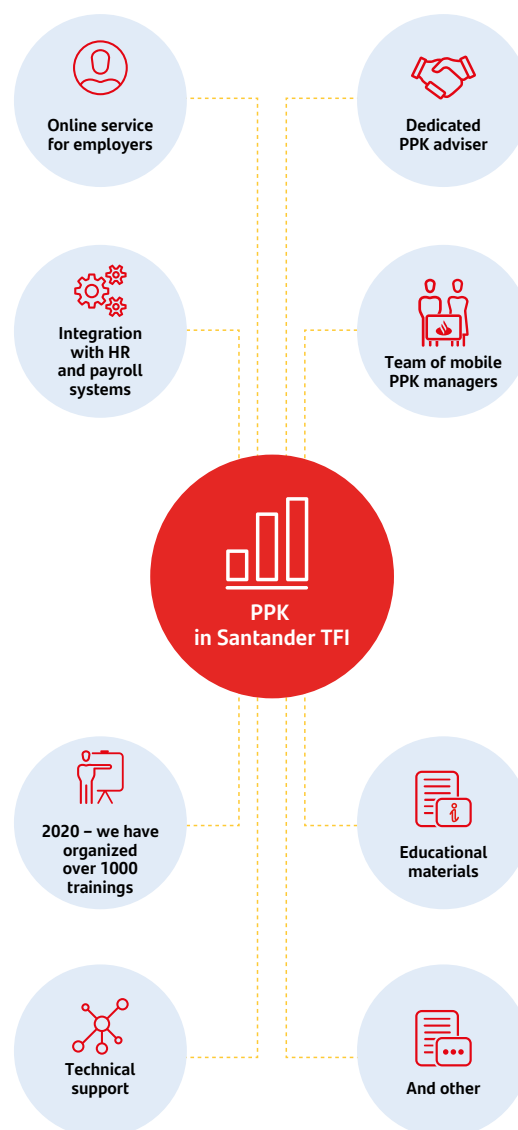 Online service
for employers
Dedicated
PPK adviser
Integration
with HR
and payroll
systems
Team of mobile
PPK managers
PPK
in Santander TFI
2020 – we have
organized
over 1000
trainings
Educational
materials
Technical
support
And other